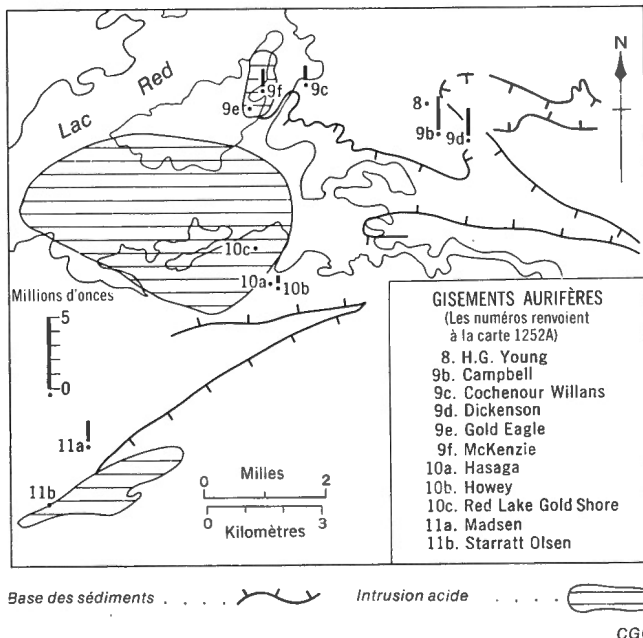 Lac Red
N
9f
9c
9e
8
9b
9d
10c
10a
10b
Millions d'onces
5
0
11a
11b
Milles
0 2
0 3
Kilomètres
GISEMENTS AURIFÈRES
(Les numéros renvoient
à la carte 1252A)
8. H.G. Young
9b. Campbell
9c. Cochenour Willans
9d. Dickenson
9e. Gold Eagle
9f. McKenzie
10a. Hasaga
10b. Howey
10c. Red Lake Gold Shore
11a. Madsen
11b. Starratt Olsen
Base des sédiments . . . . . Intrusion acide . . . .